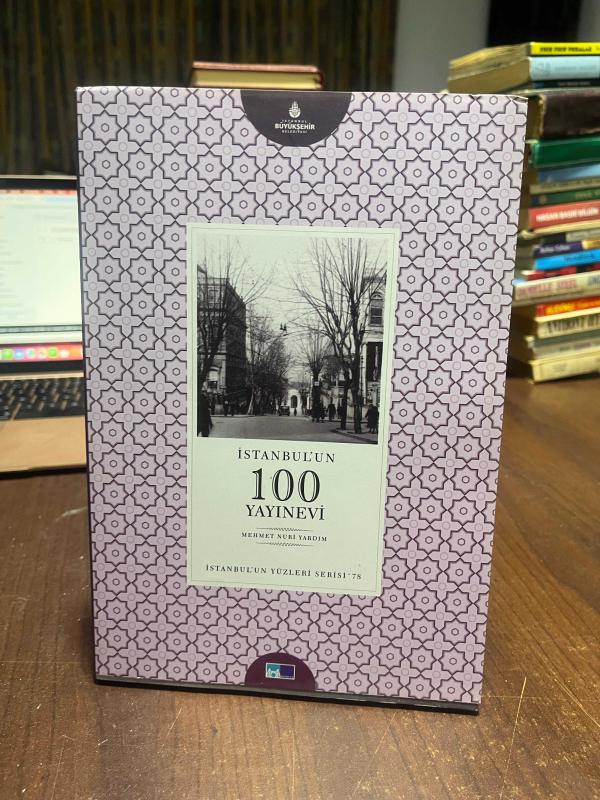 İSTANBUL
BÜYÜKŞEHİR
BELEDİYESİ
İSTANBUL'UN
100
YAYINEVİ
MEHMET NURİ YARDIM
İSTANBUL'UN YÜZLERİ SERİSİ-78